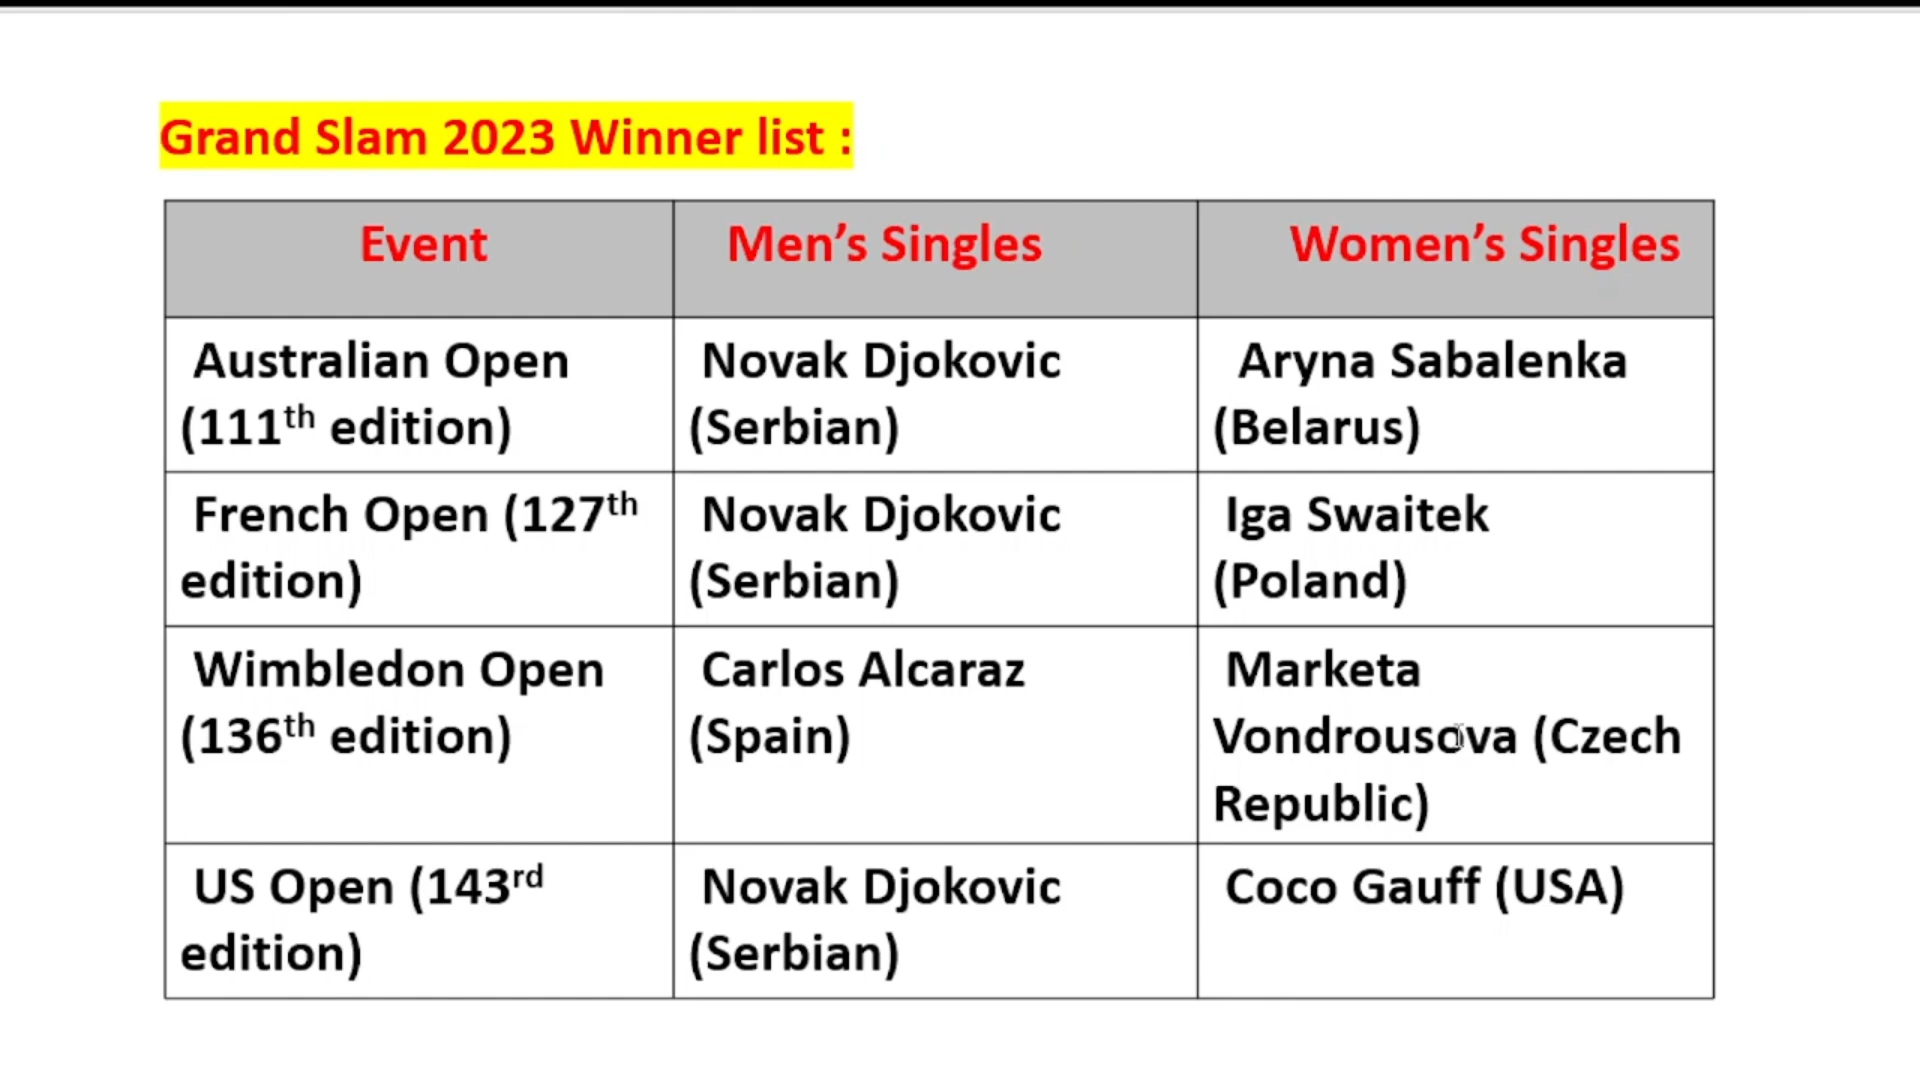 Grand Slam 2023 Winner list :
Event Men’s Singles Women’s Singles
Australian Open
(111th edition)
Novak Djokovic
(Serbian)
Aryna Sabalenka
(Belarus)
French Open (127th
edition)
Novak Djokovic
(Serbian)
Iga Swaitek
(Poland)
Wimbledon Open
(136th edition)
Carlos Alcaraz
(Spain)
Marketa
Vondrousova (Czech
Republic)
US Open (143rd
edition)
Novak Djokovic
(Serbian)
Coco Gauff (USA)